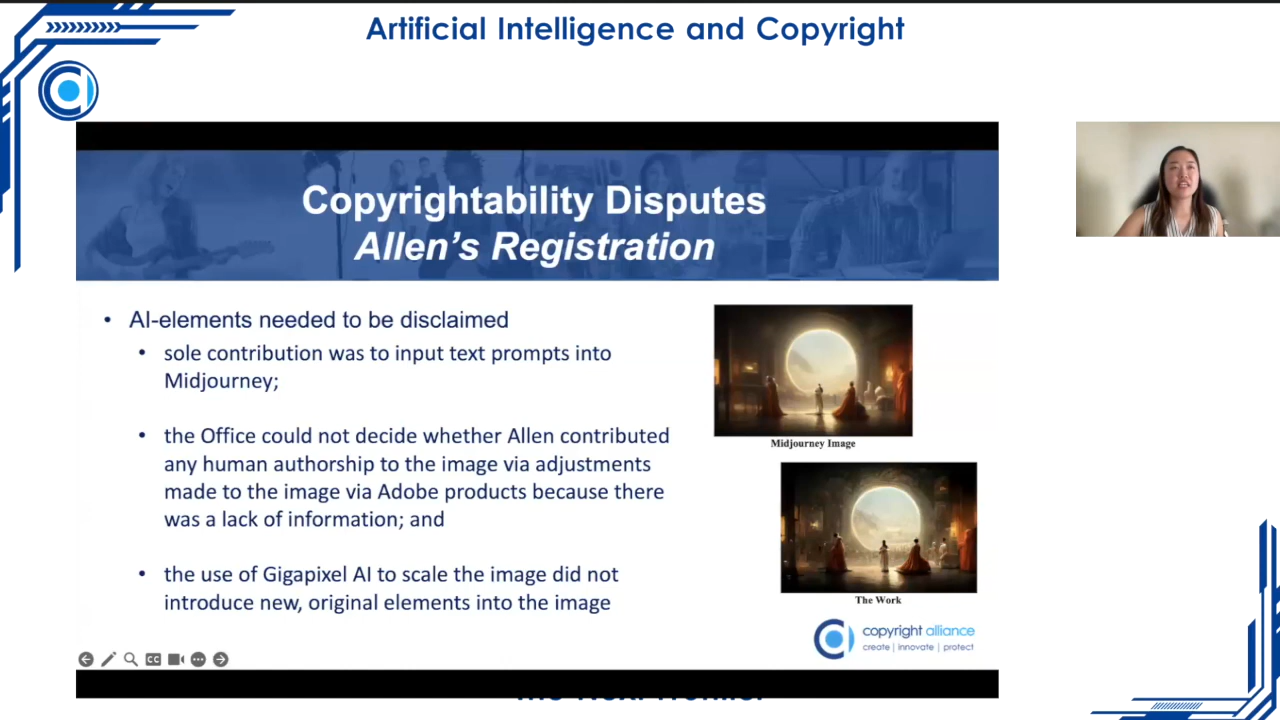 Artificial Intelligence and Copyright
Copyrightability Disputes
Allen's Registration
• AI-elements needed to be disclaimed
• sole contribution was to input text prompts into
Midjourney;
• the Office could not decide whether Allen contributed
any human authorship to the image via adjustments
made to the image via Adobe products because there
was a lack of information; and
• the use of Gigapixel AI to scale the image did not
introduce new, original elements into the image
Midjourney Image
The Work
copyright alliance
create | innovate | protect
CC